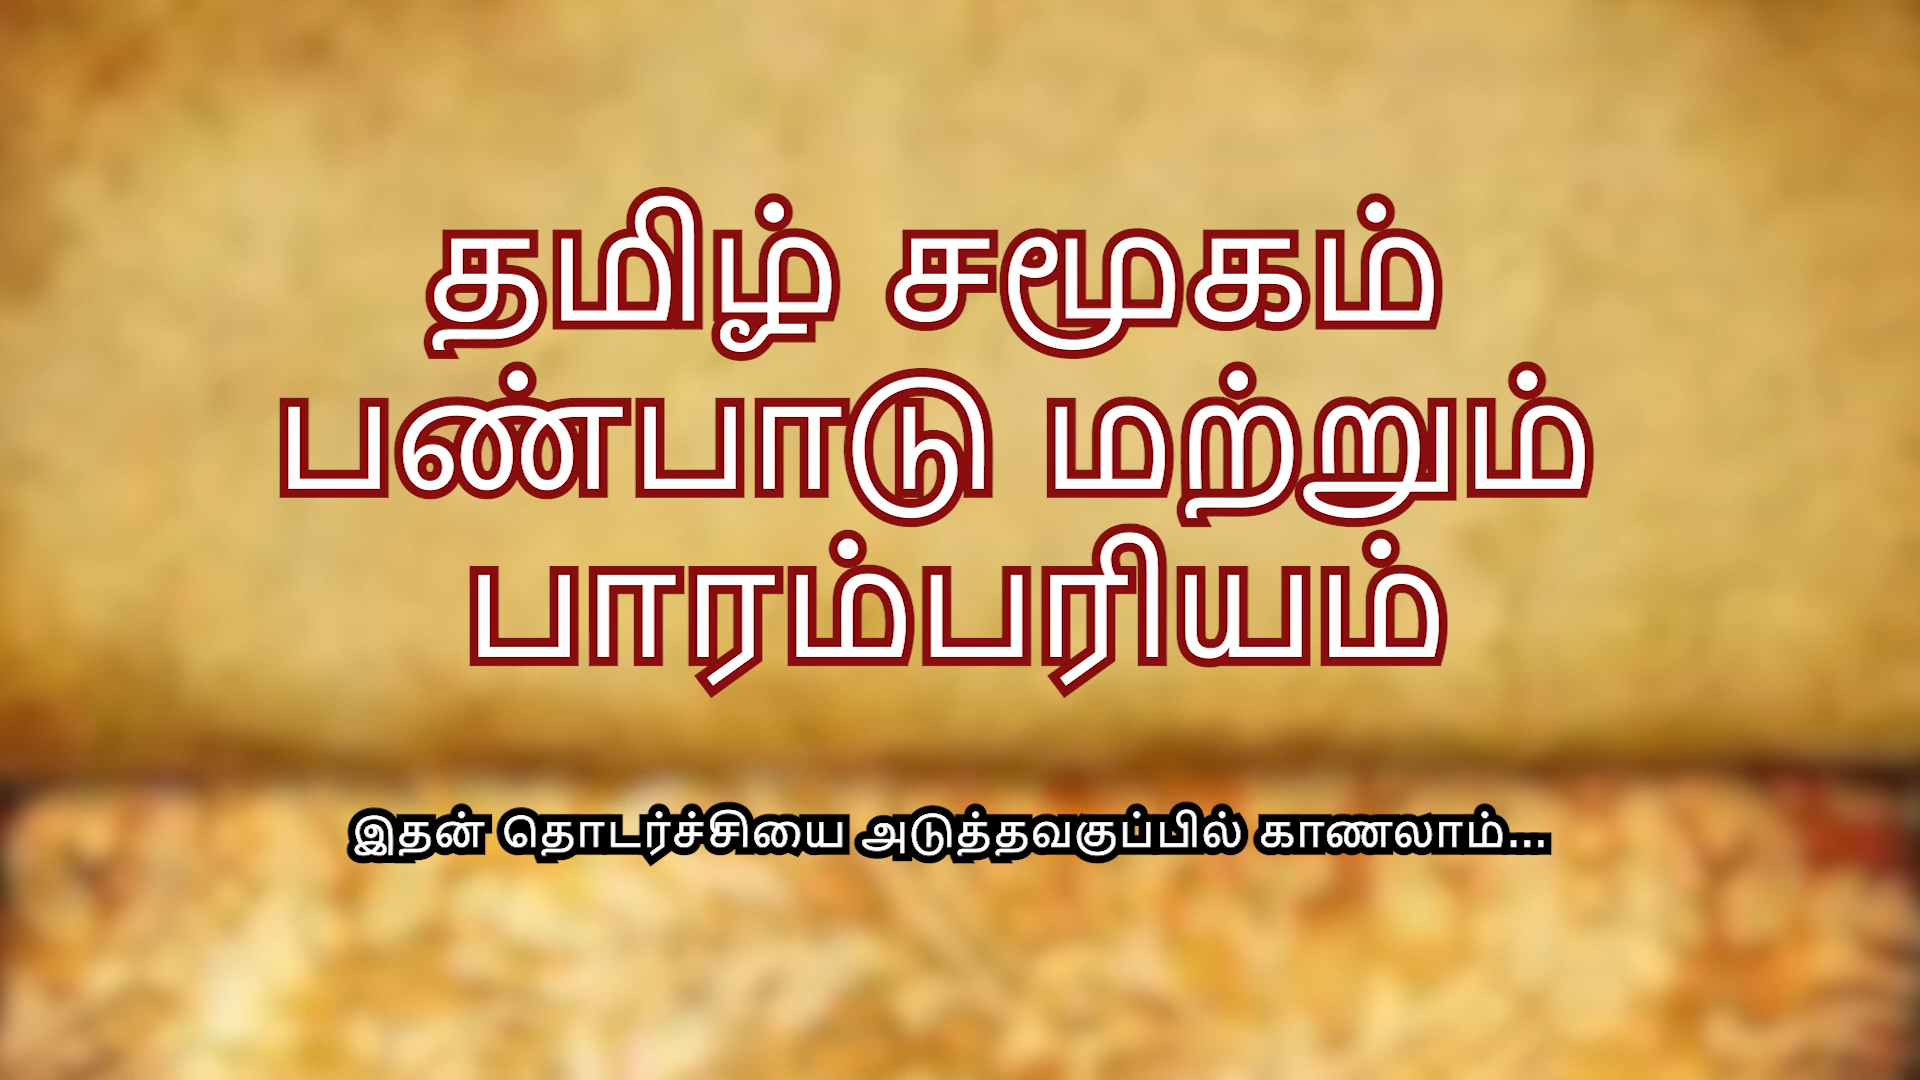 தமிழ் சமூகம்
பண்பாடு மற்றும்
பாரம்பரியம்
இதன் தொடர்ச்சியை அடுத்தவகுப்பில் காணலாம்...